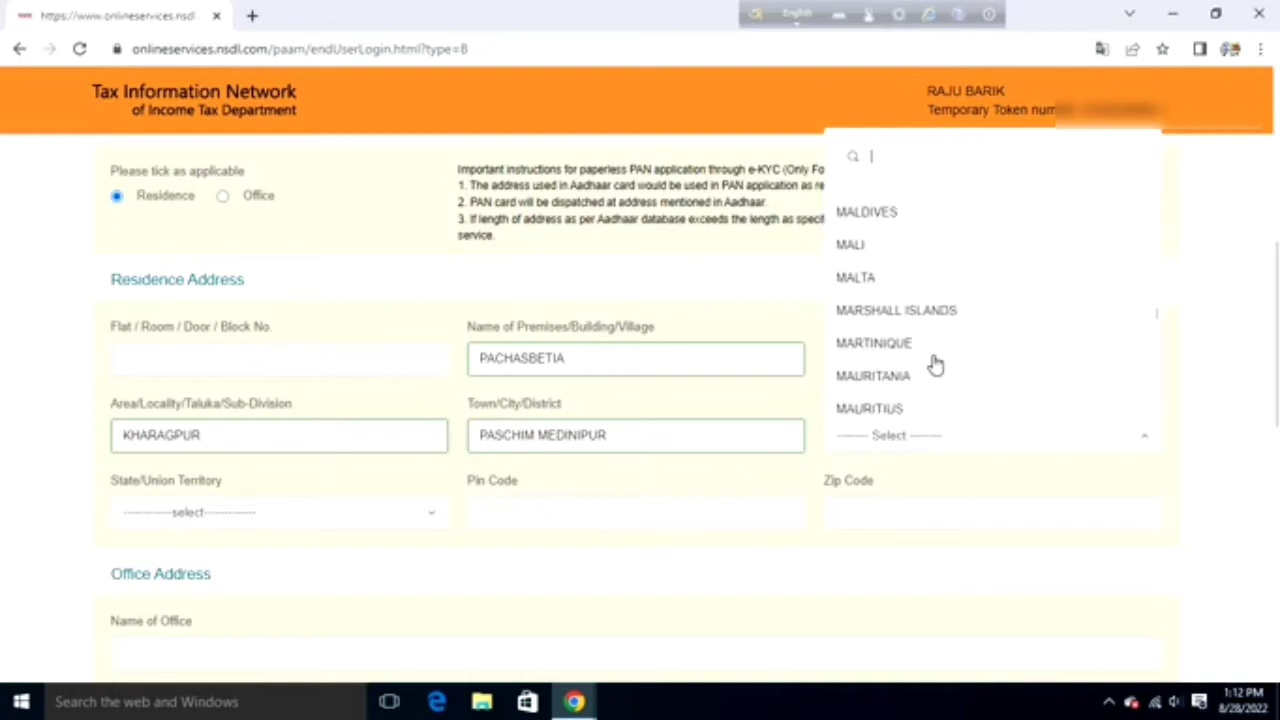 https://www.onlineservices.nsdl
English
onlineservices.nsdl.com/paam/endUserLogin.html?type=B
Tax Information Network
of Income Tax Department
RAJU BARIK
Temporary Token num
Please tick as applicable
Residence
Office
Important instructions for paperless PAN application through e-KYC (Only Fo
1. The address used in Aadhaar card would be used in PAN application as re
2. PAN card will be dispatched at address mentioned in Aadhaar.
3. If length of address as per Aadhaar database exceeds the length as specif
service.
MALDIVES
MALI
MALTA
MARSHALL ISLANDS
MARTINIQUE
MAURITANIA
MAURITIUS
-------- Select --------
Residence Address
Flat / Room / Door / Block No.
Name of Premises/Building/Village
PACHASBETIA
Area/Locality/Taluka/Sub-Division
Town/City/District
KHARAGPUR
PASCHIM MEDINIPUR
State/Union Territory
Pin Code
Zip Code
-------------select-------------
Office Address
Name of Office
Search the web and Windows
1:12 PM
8/28/2022